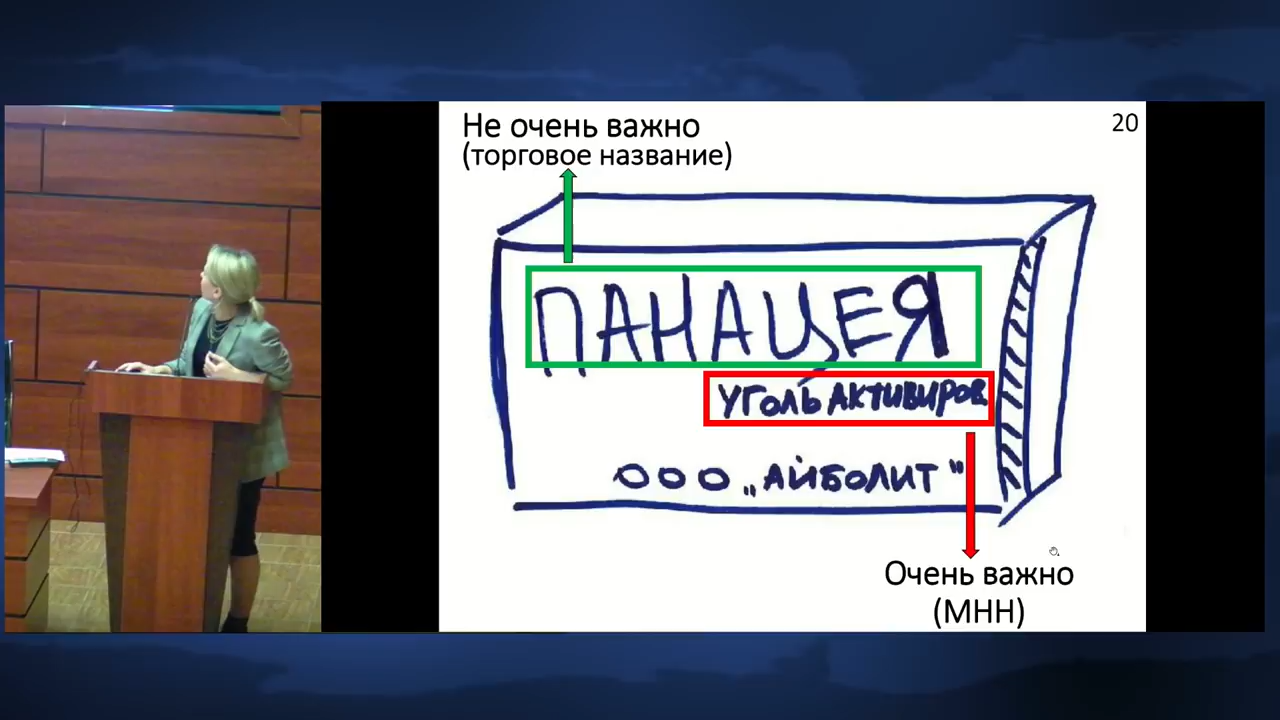 Не очень важно
(торговое название)
20
ПАНАЦЕЯ
УГОЛЬ АКТИВИРОВ
ООО „АЙБОЛИТ"
Очень важно
(МНН)